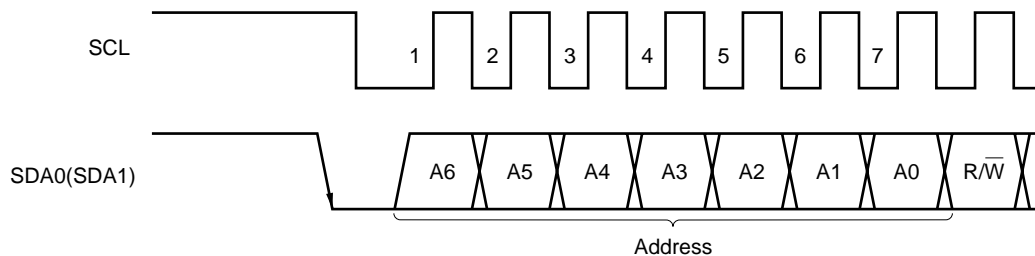 SCL
1 2 3 4 5 6 7
SDA0(SDA1)
A6 A5 A4 A3 A2 A1 A0 R/W̅
Address